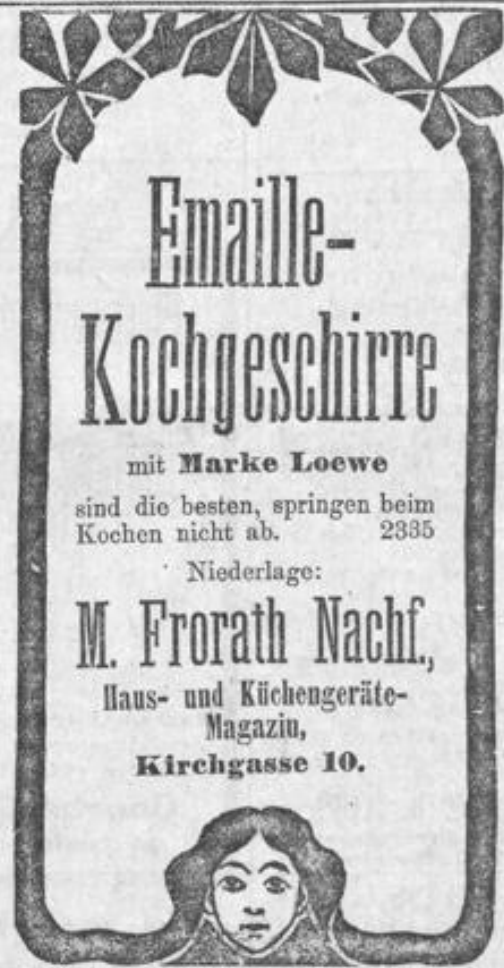 Emaille-
Kochgeschirre
mit Marke Loewe
sind die besten, springen beim
Kochen nicht ab. 2335
Niederlage:
M. Frorath Nachf.,
Haus- und Küchengeräte-
Magazin,
Kirchgasse 10.